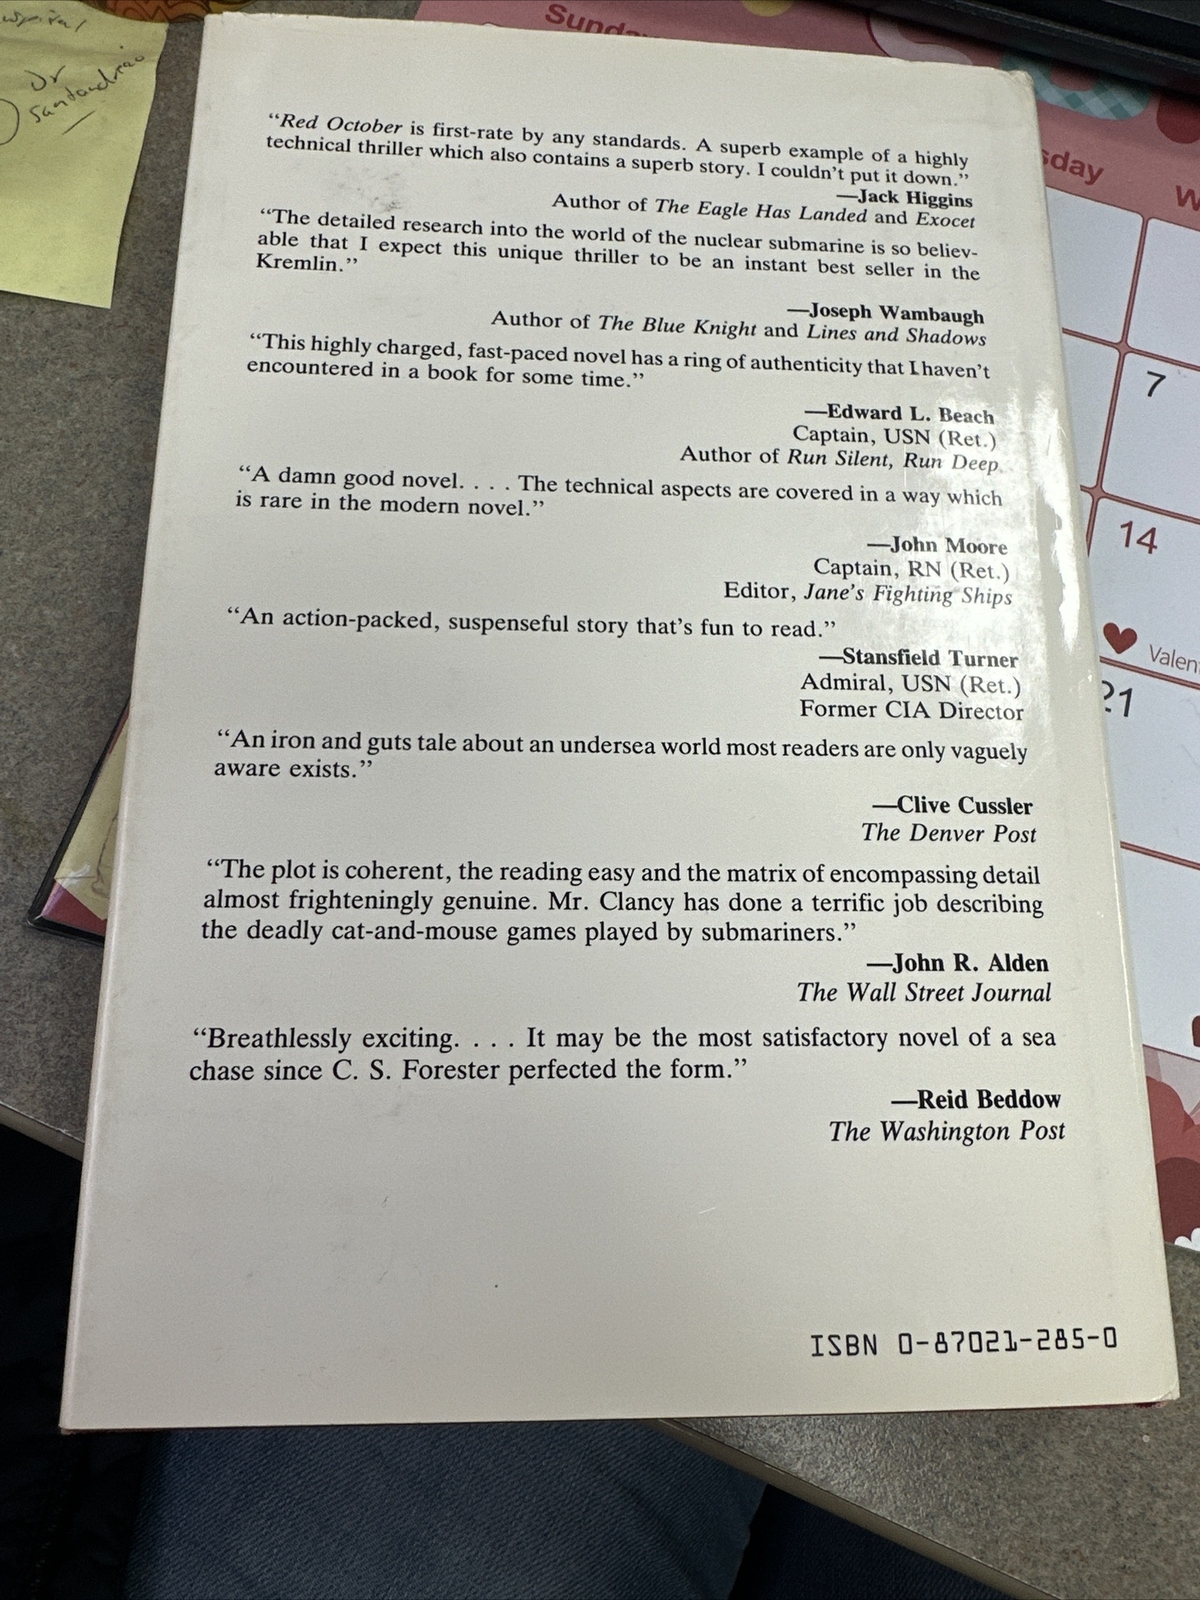 Dr
Sunda
sday
W
7
14
Valen
21
“Red October is first-rate by any standards. A superb example of a highly
technical thriller which also contains a superb story. I couldn't put it down.”
—Jack Higgins
Author of The Eagle Has Landed and Exocet
“The detailed research into the world of the nuclear submarine is so believ-
able that I expect this unique thriller to be an instant best seller in the
Kremlin.”
—Joseph Wambaugh
Author of The Blue Knight and Lines and Shadows
“This highly charged, fast-paced novel has a ring of authenticity that I haven't
encountered in a book for some time.”
—Edward L. Beach
Captain, USN (Ret.)
Author of Run Silent, Run Deep
“A damn good novel. . . . The technical aspects are covered in a way which
is rare in the modern novel.”
—John Moore
Captain, RN (Ret.)
Editor, Jane's Fighting Ships
“An action-packed, suspenseful story that's fun to read.”
—Stansfield Turner
Admiral, USN (Ret.)
Former CIA Director
“An iron and guts tale about an undersea world most readers are only vaguely
aware exists.”
—Clive Cussler
The Denver Post
“The plot is coherent, the reading easy and the matrix of encompassing detail
almost frighteningly genuine. Mr. Clancy has done a terrific job describing
the deadly cat-and-mouse games played by submariners.”
—John R. Alden
The Wall Street Journal
“Breathlessly exciting. . . . It may be the most satisfactory novel of a sea
chase since C. S. Forester perfected the form.”
—Reid Beddow
The Washington Post
ISBN 0-87021-285-0